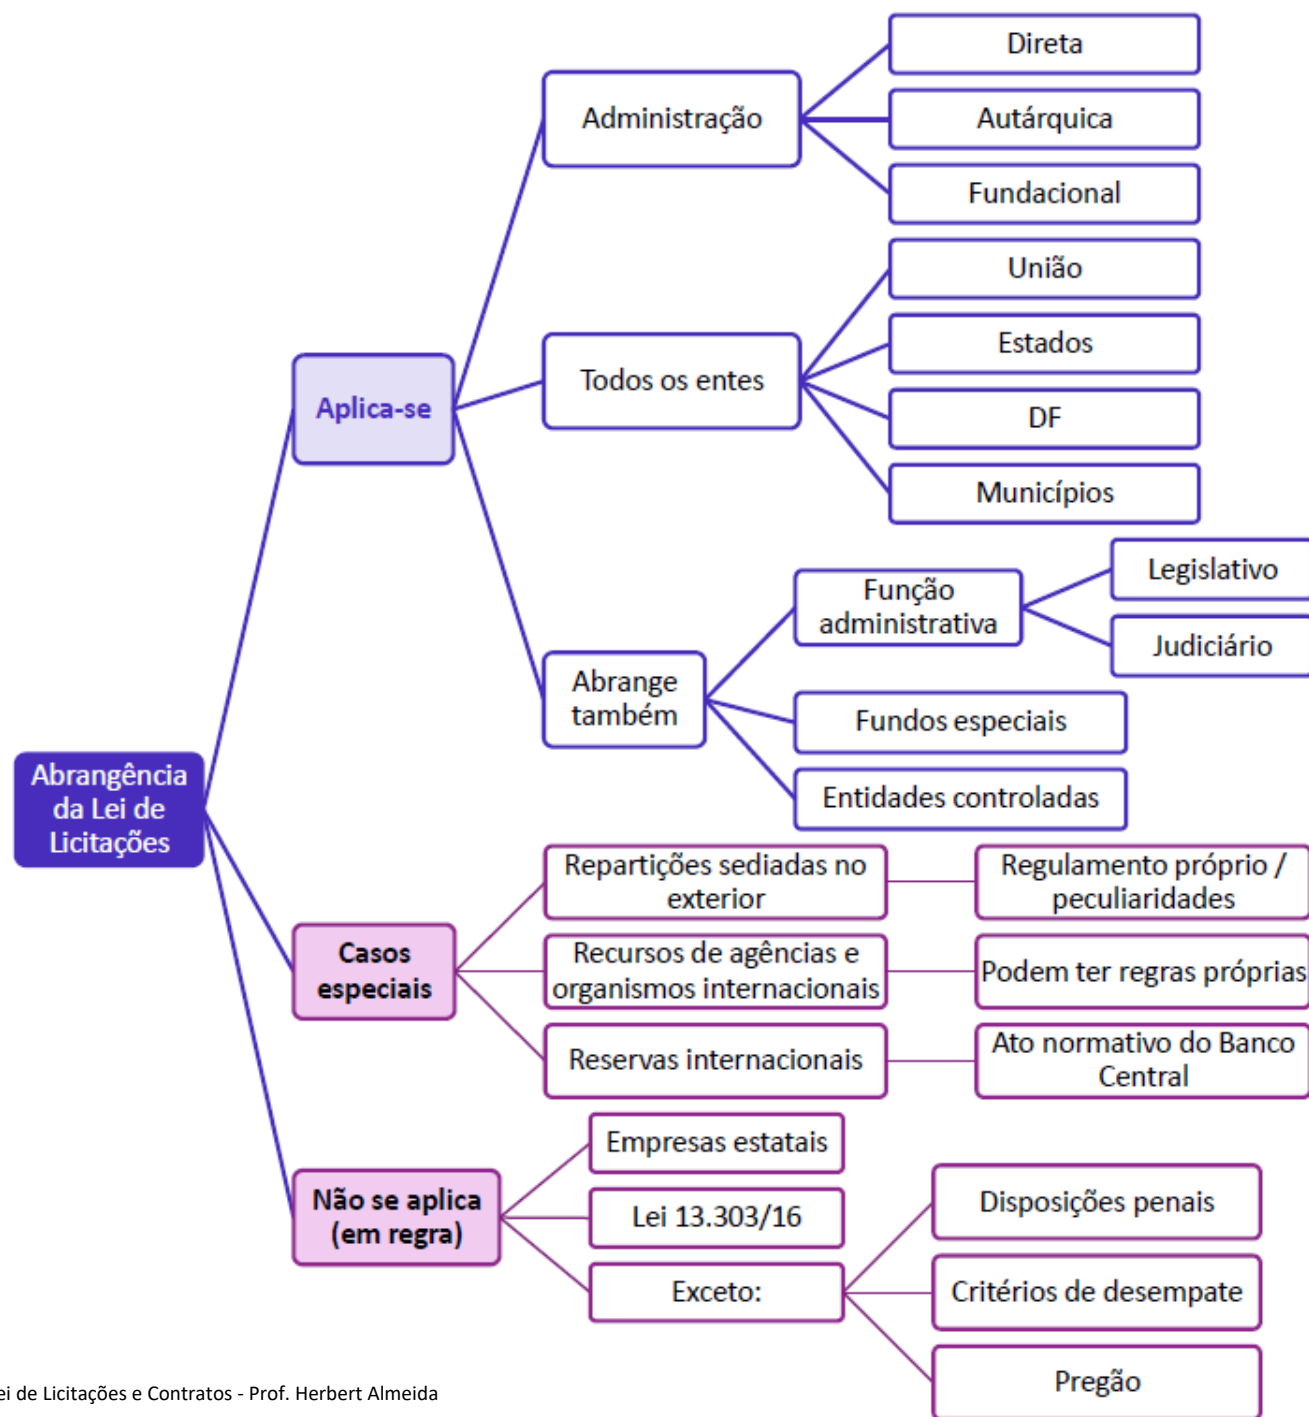 Abrangência
da Lei de
Licitações
Aplica-se
Administração
Direta
Autárquica
Fundacional
Todos os entes
União
Estados
DF
Municípios
Abrange
também
Função
administrativa
Legislativo
Judiciário
Fundos especiais
Entidades controladas
Casos
especiais
Repartições sediadas no
exterior
Regulamento próprio /
peculiaridades
Recursos de agências e
organismos internacionais
Podem ter regras próprias
Reservas internacionais
Ato normativo do Banco
Central
Não se aplica
(em regra)
Empresas estatais
Lei 13.303/16
Exceto:
Disposições penais
Critérios de desempate
Pregão
ei de Licitações e Contratos - Prof. Herbert Almeida